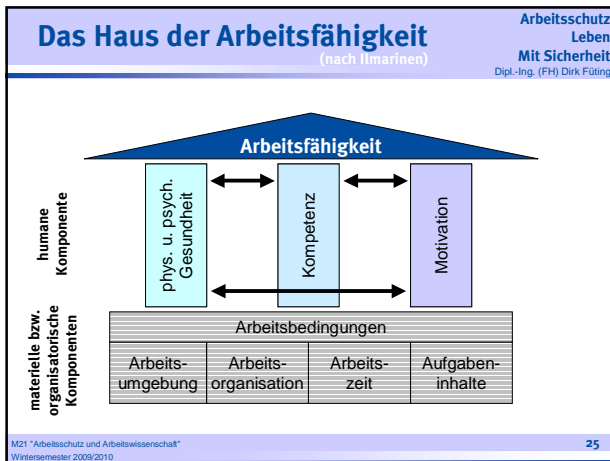 Das Haus der Arbeitsfähigkeit
(nach Ilmarinen)
Arbeitsschutz
Leben
Mit Sicherheit
Dipl.-Ing. (FH) Dirk Füting
Arbeitsfähigkeit
humane
Komponente
phys. u. psych.
Gesundheit
Kompetenz
Motivation
materielle bzw.
organisatorische
Komponenten
Arbeitsbedingungen
Arbeits-
umgebung
Arbeits-
organisation
Arbeits-
zeit
Aufgaben-
inhalte
M21 "Arbeitsschutz und Arbeitswissenschaft"
Wintersemester 2009/2010
25